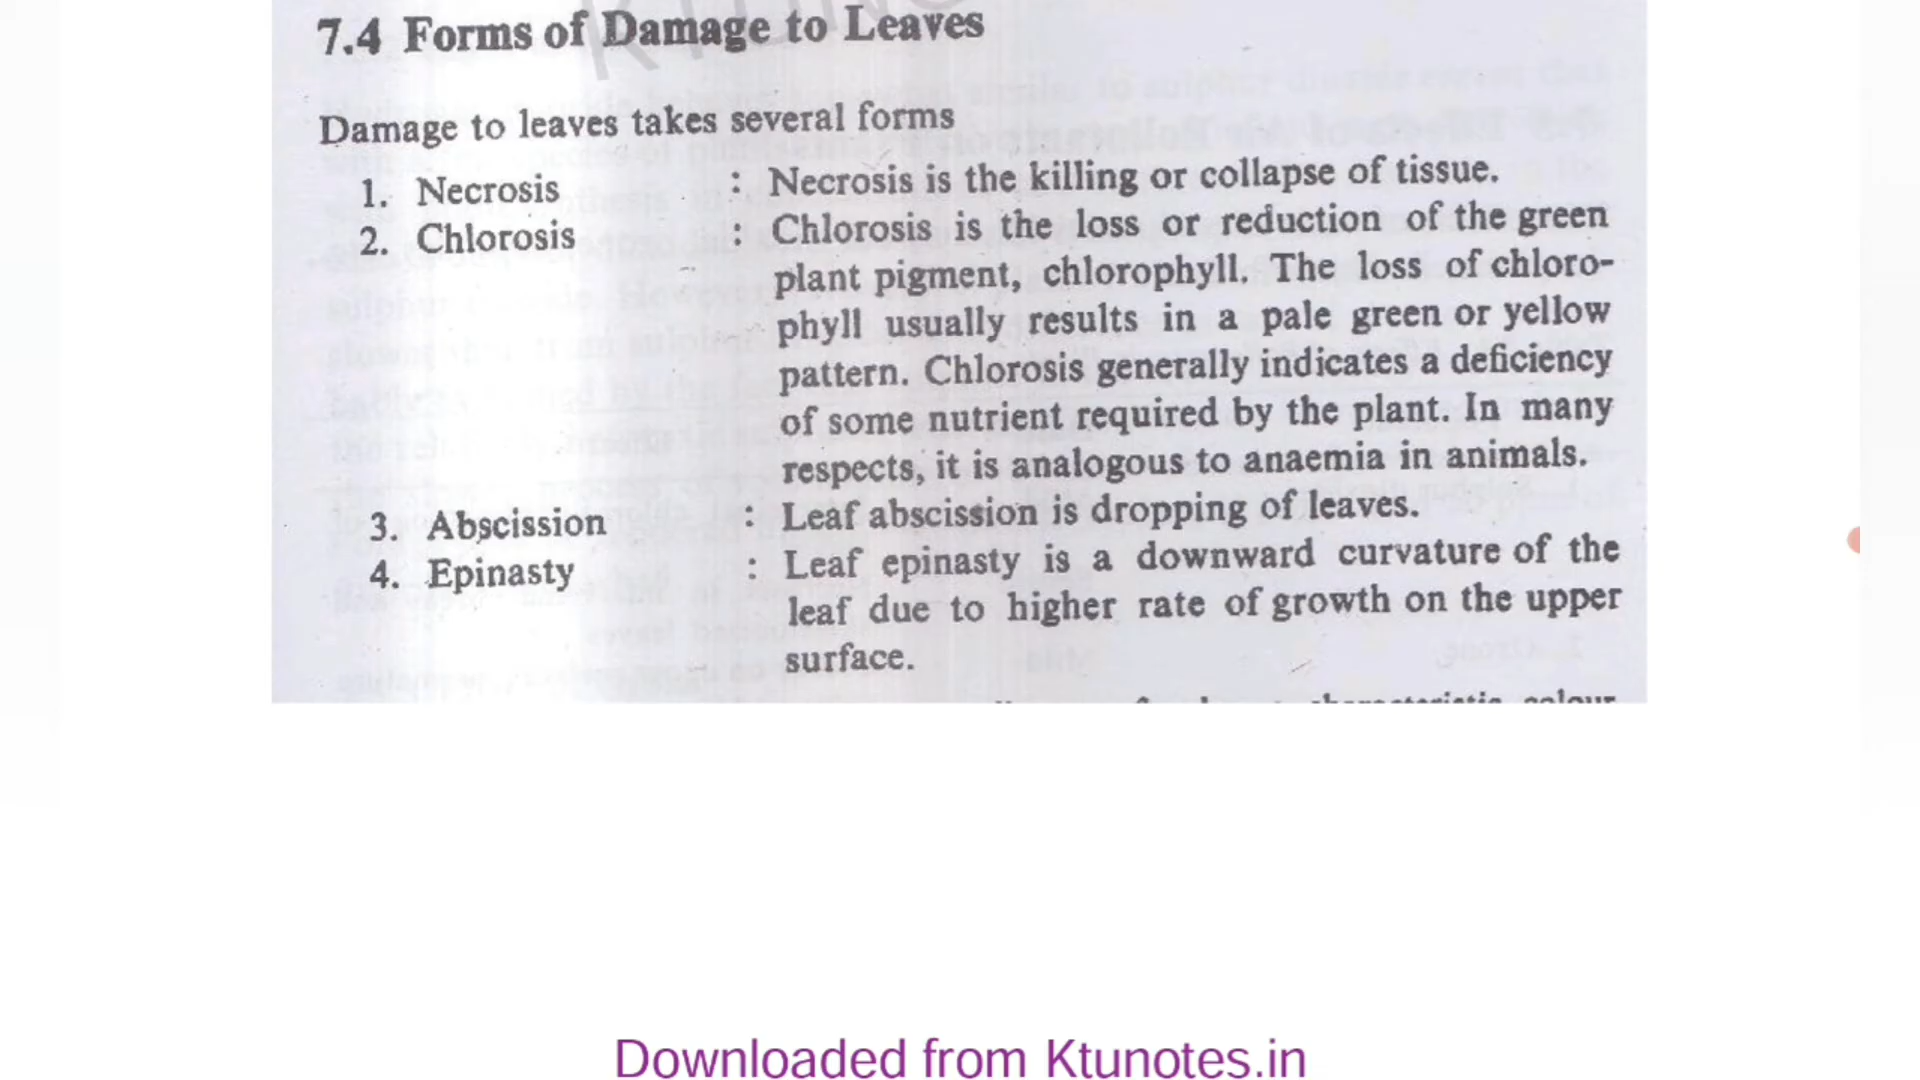 7.4 Forms of Damage to Leaves
Damage to leaves takes several forms
1. Necrosis : Necrosis is the killing or collapse of tissue.
2. Chlorosis : Chlorosis is the loss or reduction of the green
plant pigment, chlorophyll. The loss of chloro-
phyll usually results in a pale green or yellow
pattern. Chlorosis generally indicates a deficiency
of some nutrient required by the plant. In many
respects, it is analogous to anaemia in animals.
3. Abscission : Leaf abscission is dropping of leaves.
4. Epinasty : Leaf epinasty is a downward curvature of the
leaf due to higher rate of growth on the upper
surface.
Downloaded from Ktunotes.in